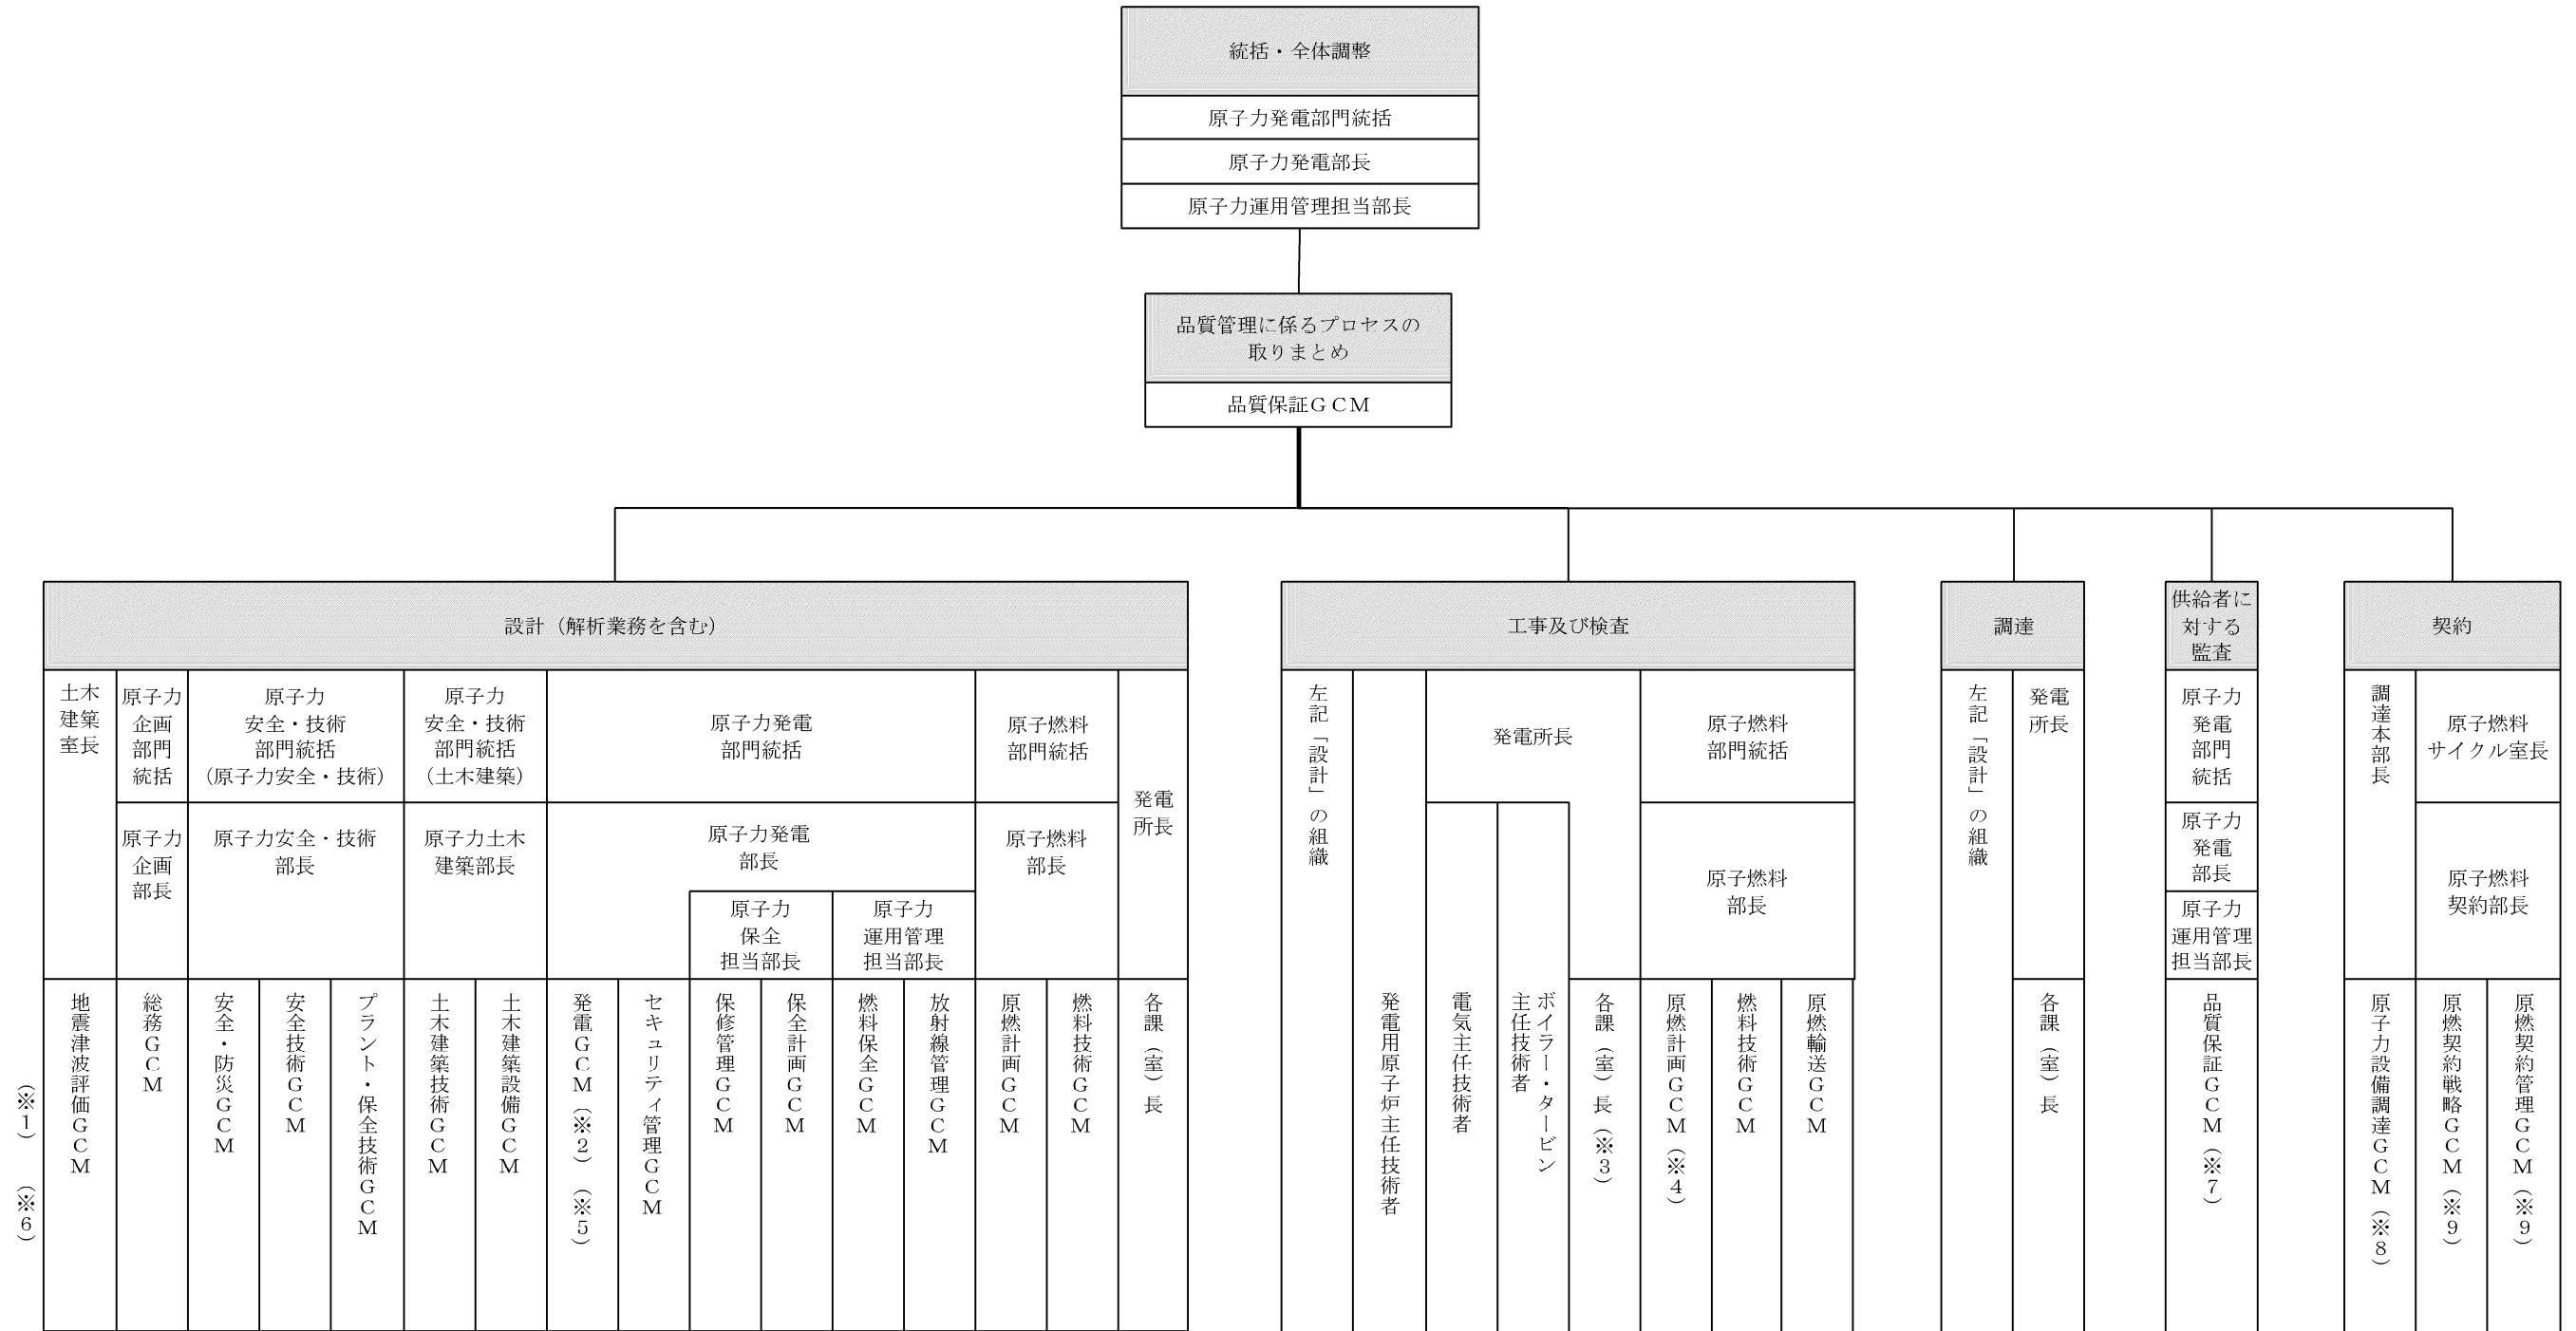 統括・全体調整
原子力発電部門統括
原子力発電部長
原子力運用管理担当部長
品質管理に係るプロセスの
取りまとめ
品質保証ＧＣＭ
設計（解析業務を含む）
土木
建築
室長
原子力
企画
部門
統括
原子力
安全・技術
部門統括
（原子力安全・技術）
原子力
安全・技術
部門統括
（土木建築）
原子力発電
部門統括
原子燃料
部門統括
発電
所長
原子力
企画
部長
原子力安全・技術
部長
原子力土木
建築部長
原子力発電
部長
原子燃料
部長
原子力
保全
担当部長
原子力
運用管理
担当部長
（※１）　（※６）
地震津波評価ＧＣＭ
総務ＧＣＭ
安全・防災ＧＣＭ
安全技術ＧＣＭ
プラント・保全技術ＧＣＭ
土木建築技術ＧＣＭ
土木建築設備ＧＣＭ
発電ＧＣＭ（※２）（※５）
セキュリティ管理ＧＣＭ
保修管理ＧＣＭ
保全計画ＧＣＭ
燃料保全ＧＣＭ
放射線管理ＧＣＭ
原燃計画ＧＣＭ
燃料技術ＧＣＭ
各課（室）長
工事及び検査
左記「設計」の組織
発電用原子炉主任技術者
発電所長
電気主任技術者
ボイラー・タービン
主任技術者
各課（室）長（※３）
原子燃料
部門統括
原子燃料
部長
原燃計画ＧＣＭ（※４）
燃料技術ＧＣＭ
原燃輸送ＧＣＭ
調達
左記「設計」の組織
発電
所長
各課（室）長
供給者に
対する
監査
原子力
発電
部門
統括
原子力
発電
部長
原子力
運用管理
担当部長
品質保証ＧＣＭ（※７）
契約
調達本部長
原子燃料
サイクル室長
原子燃料
契約部長
原子力設備調達ＧＣＭ（※８）
原燃契約戦略ＧＣＭ（※９）
原燃契約管理ＧＣＭ（※９）